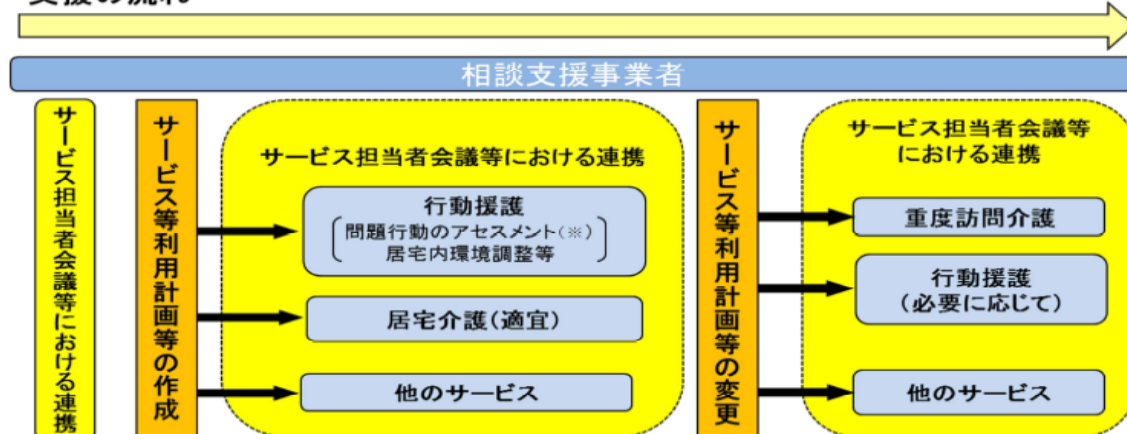 支援の流れ
相談支援事業者
サービス担当者会議等における連携
サービス等利用計画等の作成
サービス担当者会議等における連携
行動援護
問題行動のアセスメント(※)
居宅内環境調整等
居宅介護(適宜)
他のサービス
サービス等利用計画等の変更
サービス担当者会議等
における連携
重度訪問介護
行動援護
(必要に応じて)
他のサービス